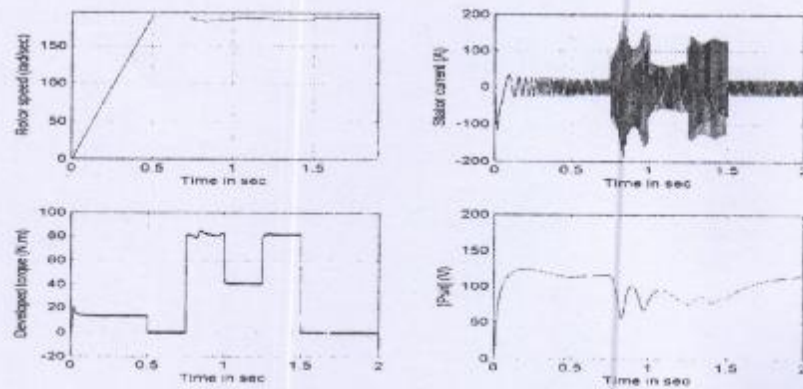 Rotor speed (rad/sec)
150
100
50
0
0 0.5 1 1.5
Time in sec
Stator current (A)
200
100
0
-100
-200
0 0.5 1 1.5 2
Time in sec
Developed torque (N.m)
100
80
60
40
20
0
-20
0 0.5 1 1.5 2
Time in sec
200
150
100
50
0
0 0.5 1 1.5 2
Time in sec